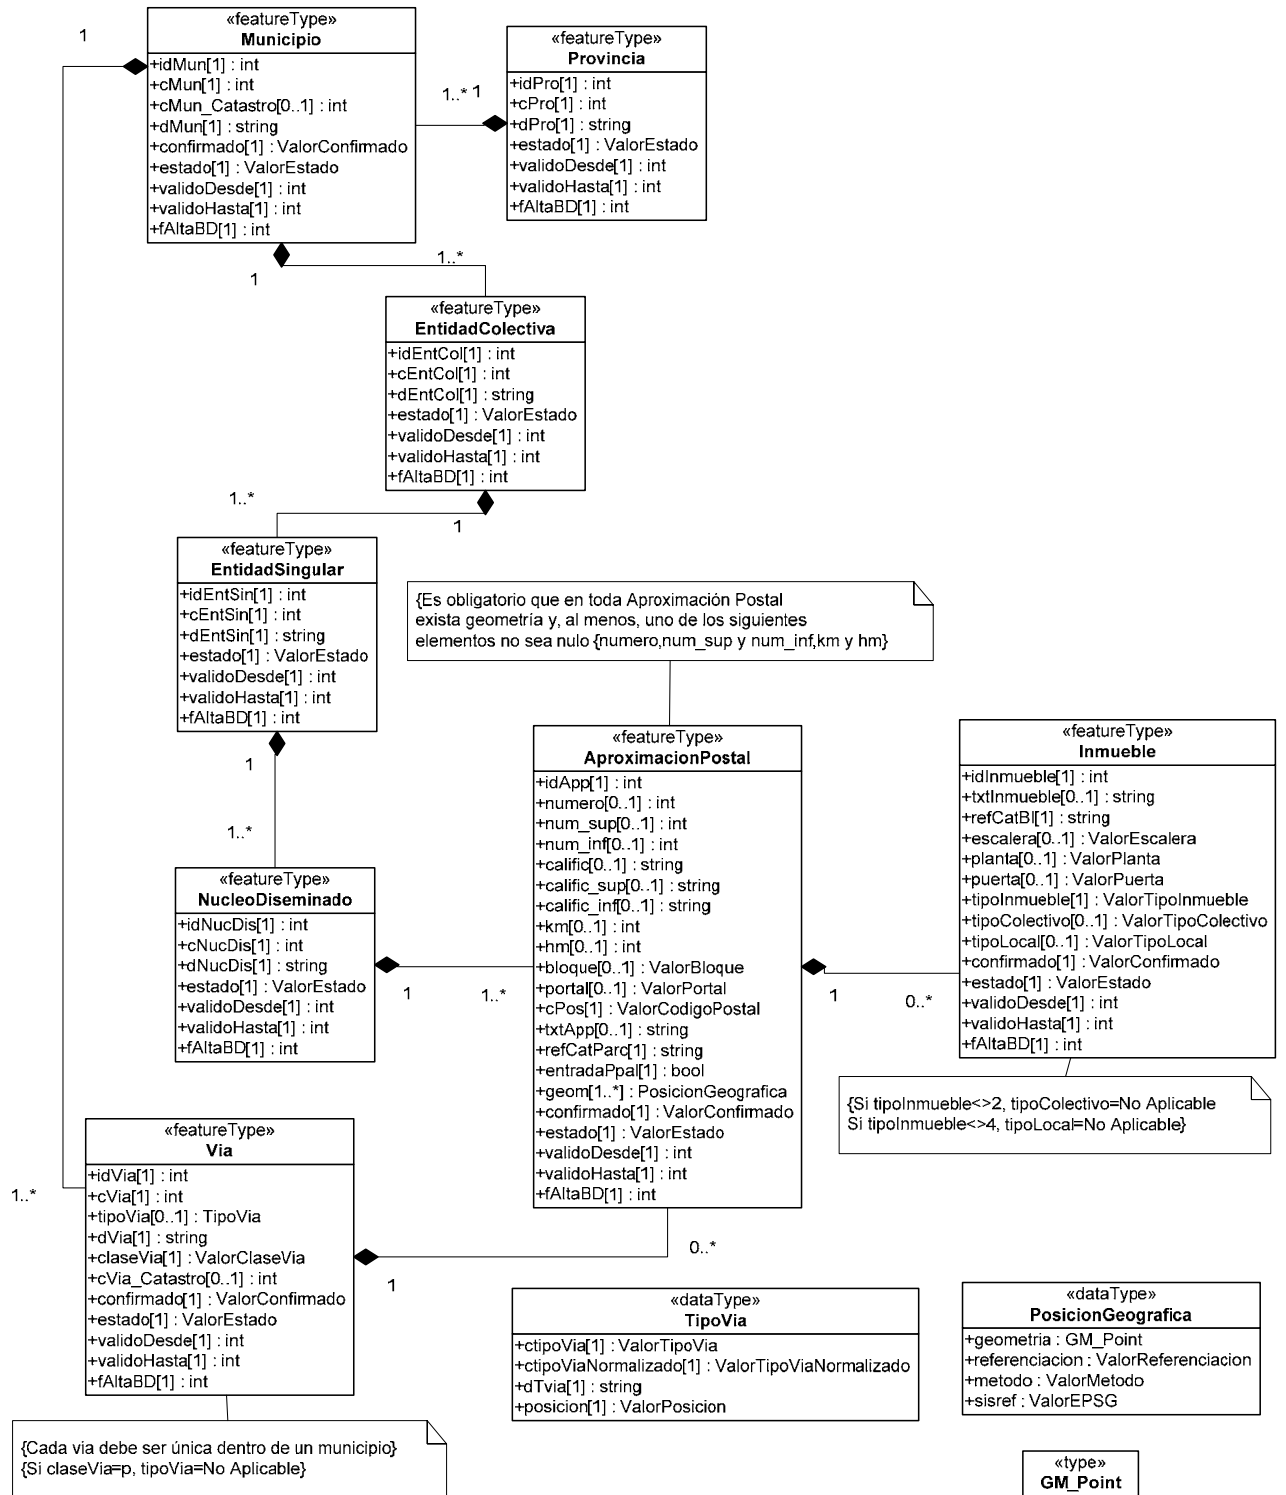 «featureType»
Municipio
+idMun[1] : int
+cMun[1] : int
+cMun_Catastro[0..1] : int
+dMun[1] : string
+confirmado[1] : ValorConfirmado
+estado[1] : ValorEstado
+validoDesde[1] : int
+validoHasta[1] : int
+fAltaBD[1] : int
1
«featureType»
Provincia
+idPro[1] : int
+cPro[1] : int
+dPro[1] : string
+estado[1] : ValorEstado
+validoDesde[1] : int
+validoHasta[1] : int
+fAltaBD[1] : int
1..* 1
1
1..*
«featureType»
EntidadColectiva
+idEntCol[1] : int
+cEntCol[1] : int
+dEntCol[1] : string
+estado[1] : ValorEstado
+validoDesde[1] : int
+validoHasta[1] : int
+fAltaBD[1] : int
1..*
1
«featureType»
EntidadSingular
+idEntSin[1] : int
+cEntSin[1] : int
+dEntSin[1] : string
+estado[1] : ValorEstado
+validoDesde[1] : int
+validoHasta[1] : int
+fAltaBD[1] : int
1
1..*
{Es obligatorio que en toda Aproximación Postal
exista geometría y, al menos, uno de los siguientes
elementos no sea nulo {numero,num_sup y num_inf,km y hm}
«featureType»
NucleoDiseminado
+idNucDis[1] : int
+cNucDis[1] : int
+dNucDis[1] : string
+estado[1] : ValorEstado
+validoDesde[1] : int
+validoHasta[1] : int
+fAltaBD[1] : int
1
1..*
«featureType»
AproximacionPostal
+idApp[1] : int
+numero[0..1] : int
+num_sup[0..1] : int
+num_inf[0..1] : int
+calific[0..1] : string
+calific_sup[0..1] : string
+calific_inf[0..1] : string
+km[0..1] : int
+hm[0..1] : int
+bloque[0..1] : ValorBloque
+portal[0..1] : ValorPortal
+cPos[1] : ValorCodigoPostal
+txtApp[0..1] : string
+refCatParc[1] : string
+entradaPpal[1] : bool
+geom[1..*] : PosicionGeografica
+confirmado[1] : ValorConfirmado
+estado[1] : ValorEstado
+validoDesde[1] : int
+validoHasta[1] : int
+fAltaBD[1] : int
1
0..*
«featureType»
Inmueble
+idInmueble[1] : int
+txtInmueble[0..1] : string
+refCatBI[1] : string
+escalera[0..1] : ValorEscalera
+planta[0..1] : ValorPlanta
+puerta[0..1] : ValorPuerta
+tipoInmueble[1] : ValorTipoInmueble
+tipoColectivo[0..1] : ValorTipoColectivo
+tipoLocal[0..1] : ValorTipoLocal
+confirmado[1] : ValorConfirmado
+estado[1] : ValorEstado
+validoDesde[1] : int
+validoHasta[1] : int
+fAltaBD[1] : int
{Si tipoInmueble<>2, tipoColectivo=No Aplicable
Si tipoInmueble<>4, tipoLocal=No Aplicable}
1..*
«featureType»
Via
+idVia[1] : int
+cVia[1] : int
+tipoVia[0..1] : TipoVia
+dVia[1] : string
+claseVia[1] : ValorClaseVia
+cVia_Catastro[0..1] : int
+confirmado[1] : ValorConfirmado
+estado[1] : ValorEstado
+validoDesde[1] : int
+validoHasta[1] : int
+fAltaBD[1] : int
1
0..*
{Cada via debe ser única dentro de un municipio}
{Si claseVia=p, tipoVia=No Aplicable}
«dataType»
TipoVia
+ctipoVia[1] : ValorTipoVia
+ctipoViaNormalizado[1] : ValorTipoViaNormalizado
+dTvia[1] : string
+posicion[1] : ValorPosicion
«dataType»
PosicionGeografica
+geometria : GM_Point
+referenciacion : ValorReferenciacion
+metodo : ValorMetodo
+sisref : ValorEPSG
«type»
GM_Point